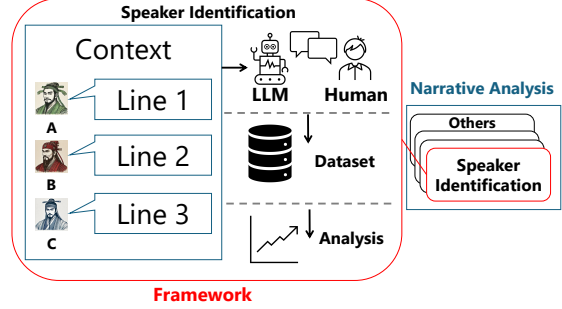 Speaker Identification
Context
Line 1
A
Line 2
B
Line 3
C
LLM
Human
Dataset
Analysis
Framework
Narrative Analysis
Others
Speaker
Identification